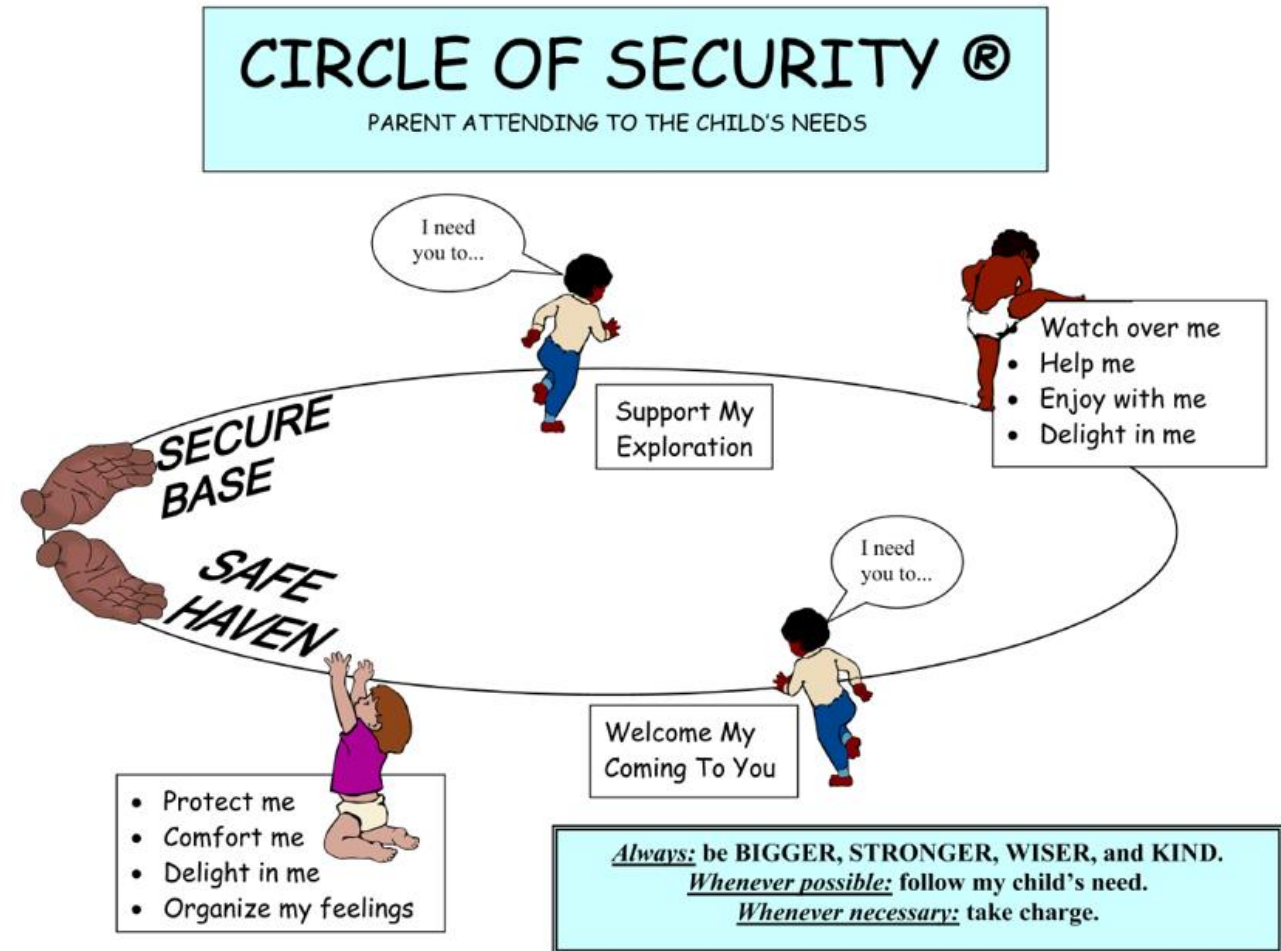 CIRCLE OF SECURITY ®
PARENT ATTENDING TO THE CHILD'S NEEDS
I need
you to...
Support My
Exploration
• Watch over me
• Help me
• Enjoy with me
• Delight in me
SECURE
BASE
SAFE
HAVEN
I need
you to...
Welcome My
Coming To You
• Protect me
• Comfort me
• Delight in me
• Organize my feelings
Always: be BIGGER, STRONGER, WISER, and KIND.
Whenever possible: follow my child's need.
Whenever necessary: take charge.